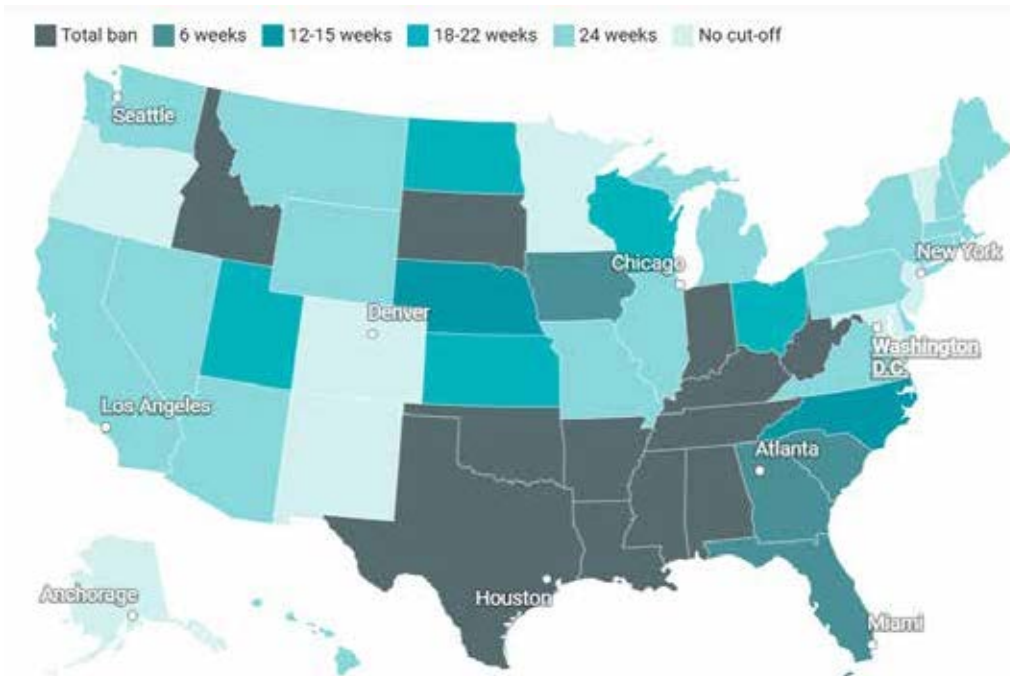 Total ban 6 weeks 12-15 weeks 18-22 weeks 24 weeks No cut-off
Seattle
Chicago
New York
Denver
Washington
D.C.
Los Angeles
Atlanta
Anchorage
Houston
Miami